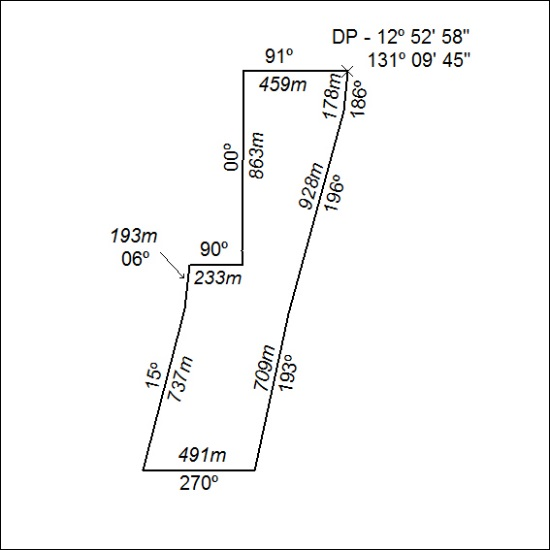 DP - 12º 52' 58"
131º 09' 45"
91º
459m
178m
186º
00º
863m
928m
196º
193m
06º
90º
233m
15º
737m
709m
193º
491m
270º